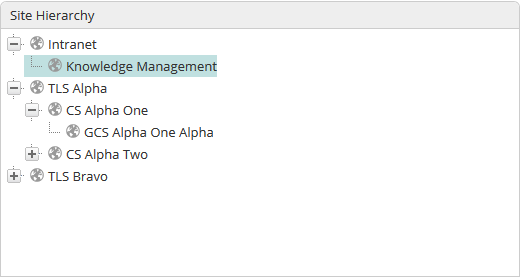 Site Hierarchy
Intranet
Knowledge Management
TLS Alpha
CS Alpha One
GCS Alpha One Alpha
CS Alpha Two
TLS Bravo